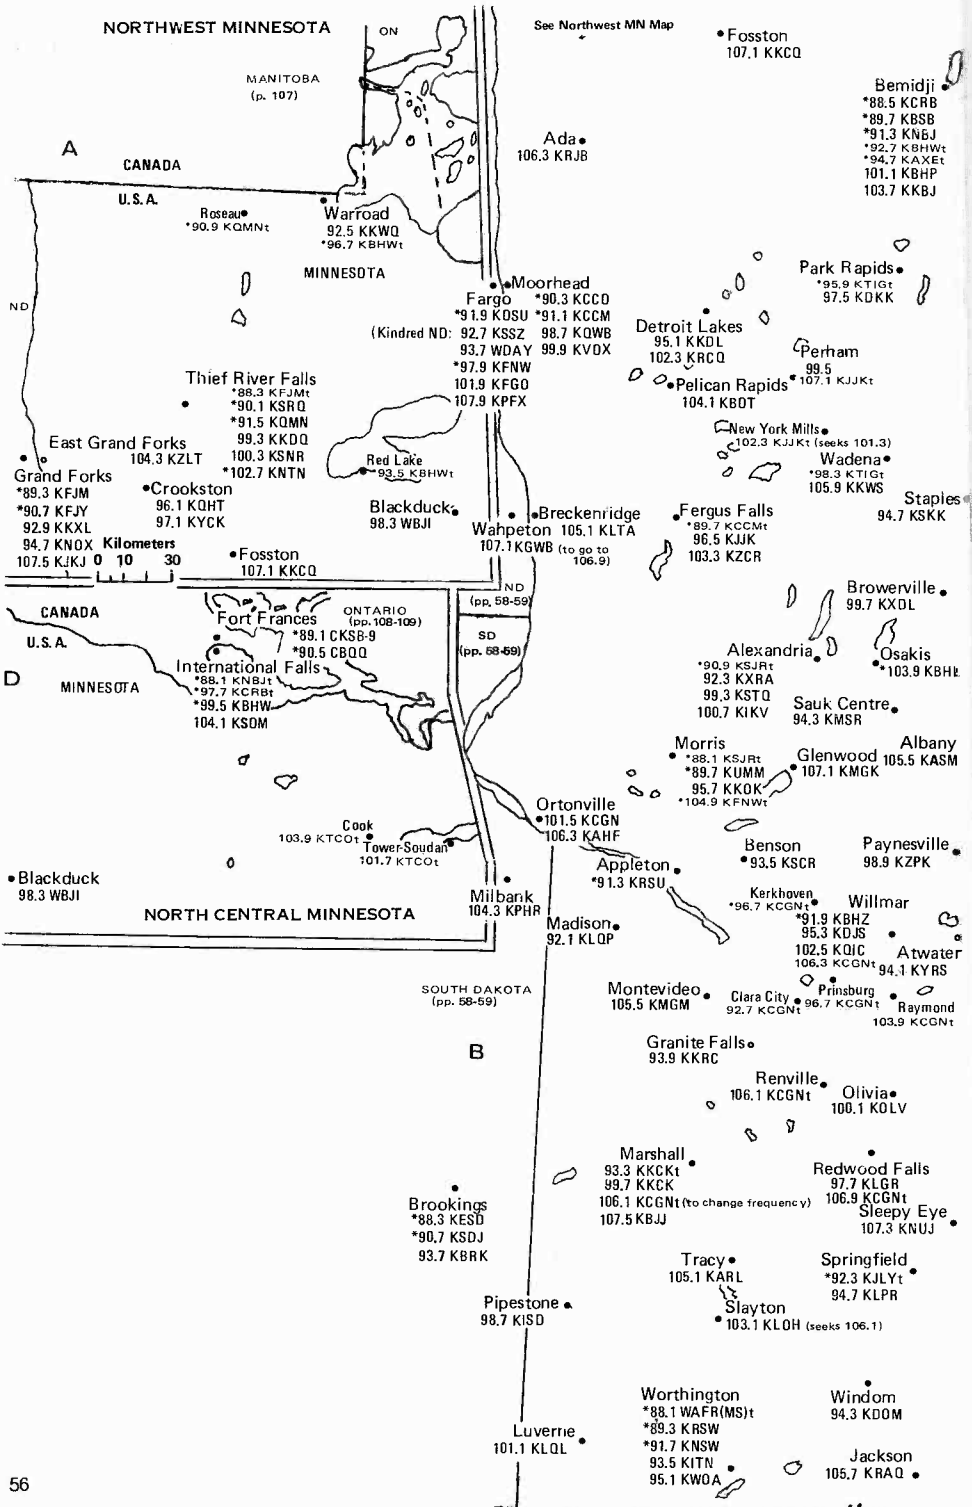 NORTHWEST MINNESOTA
ON
MANITOBA
(p. 107)
A
CANADA
U.S.A.
Roseau
*90.9 KQMNt
Warroad
92.5 KKWQ
*96.7 KBHWt
MINNESOTA
ND
Thief River Falls
*88.3 KFJMt
*90.1 KSRQ
*91.5 KQMN
99.3 KKDQ
100.3 KSNR
*102.7 KNTN
East Grand Forks
104.3 KZLT
Grand Forks
*89.3 KFJM
*90.7 KFJY
92.9 KKXL
94.7 KNOX
107.5 KJKJ
Crookston
96.1 KQHT
97.1 KYCK
Red Lake
*93.5 KBHWt
Blackduck
98.3 WBJI
Kilometers
0 10 30
Fosston
107.1 KKCQ
See Northwest MN Map
Fosston
107.1 KKCQ
Bemidji
*88.5 KCRB
*89.7 KBSB
*91.3 KNBJ
*92.7 KBHWt
*94.7 KAXEt
101.1 KBHP
103.7 KKBJ
Ada
106.3 KRJB
Moorhead
*90.3 KCCD
*91.1 KCCM
98.7 KQWB
99.9 KVOX
Fargo
*91.9 KDSU
(Kindred ND: 92.7 KSSZ
93.7 WDAY
*97.9 KFNW
101.9 KFGO
107.9 KPFX
Park Rapids
*95.9 KTIGt
97.5 KDKK
Detroit Lakes
95.1 KKDL
102.3 KRCQ
Perham
99.5
*107.1 KJJKt
Pelican Rapids
104.1 KBOT
New York Mills
102.3 KJJKt (seeks 101.3)
Wadena
*98.3 KTIGt
105.9 KKWS
Staples
94.7 KSKK
Breckenridge
105.1 KLTA
Wahpeton
107.1 KGWB (to go to
106.9)
Fergus Falls
*89.7 KCCMt
96.5 KJJK
103.3 KZCR
ND
(pp. 58-59)
SD
(pp. 58-59)
Browerville
99.7 KXDL
Alexandria
*90.9 KSJRt
92.3 KXRA
99.3 KSTQ
100.7 KIKV
Osakis
*103.9 KBHL
Sauk Centre
94.3 KMSR
Morris
*88.1 KSJRt
*89.7 KUMM
95.7 KKOK
*104.9 KFNWt
Glenwood
107.1 KMGK
Albany
105.5 KASM
CANADA
U.S.A.
D
MINNESOTA
ONTARIO
(pp.108-109)
Fort Frances
*89.1 CKSB-9
*90.5 CBQQ
International Falls
*88.1 KNBJt
*97.7 KCRBt
*99.5 KBHW
104.1 KSDM
Cook
103.9 KTCOt
Tower-Soudan
101.7 KTCOt
Blackduck
98.3 WBJI
NORTH CENTRAL MINNESOTA
Ortonville
101.5 KCGN
106.3 KAHF
Milbank
104.3 KPHR
Appleton
*91.3 KRSU
Benson
93.5 KSCR
Paynesville
98.9 KZPK
Madison
92.1 KLQP
Kerkhoven
*96.7 KCGNt
Willmar
*91.9 KBHZ
95.3 KDJS
102.5 KQIC
106.3 KCGNt
Atwater
94.1 KYRS
SOUTH DAKOTA
(pp. 58-59)
Montevideo
105.5 KMGM
Clara City
92.7 KCGNt
Prinsburg
96.7 KCGNt
Raymond
103.9 KCGNt
B
Granite Falls
93.9 KKRC
Renville
106.1 KCGNt
Olivia
100.1 KOLV
Marshall
93.3 KKCKt
99.7 KKCK
106.1 KCGNt (to change frequency)
107.5 KBJJ
Redwood Falls
97.7 KLGR
106.9 KCGNt
Sleepy Eye
107.3 KNUJ
Brookings
*88.3 KESD
*90.7 KSDJ
93.7 KBRK
Tracy
105.1 KARL
Springfield
*92.3 KJLYt
94.7 KLPR
Pipestone
98.7 KISD
Slayton
103.1 KLOH (seeks 106.1)
Worthington
*88.1 WAFR(MS)t
*89.3 KRSW
*91.7 KNSW
93.5 KITN
95.1 KWOA
Windom
94.3 KDOM
Luverne
101.1 KLQL
Jackson
105.7 KRAQ
56